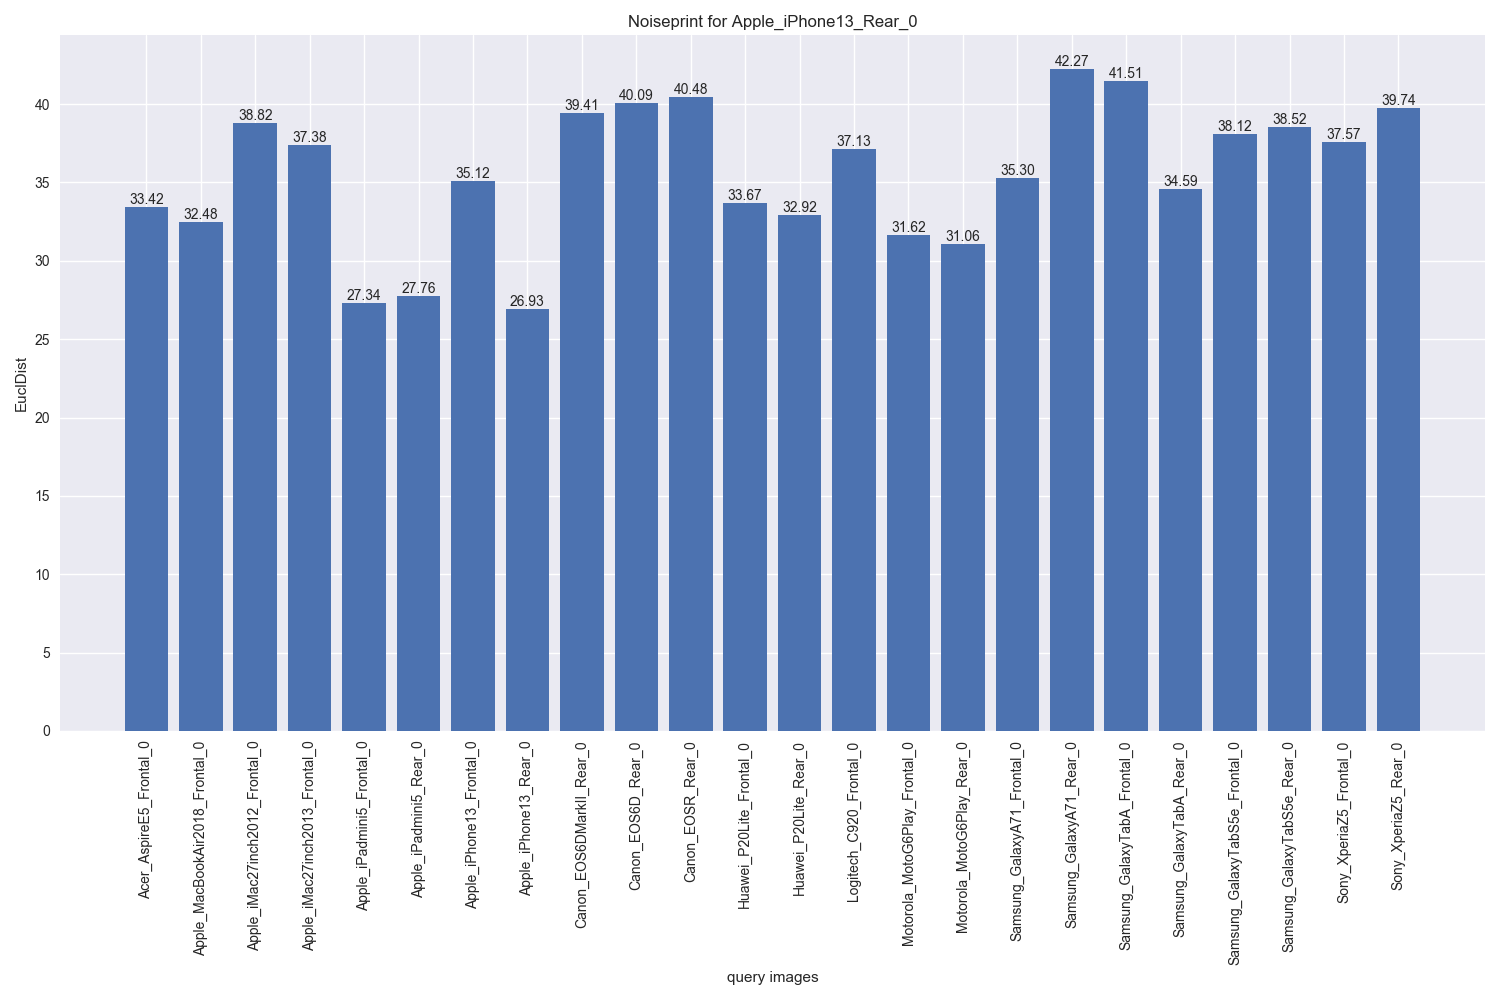 Noiseprint for Apple_iPhone13_Rear_0
EuclDist
40
35
30
25
20
15
10
5
0
33.42
32.48
38.82
37.38
27.34
27.76
35.12
26.93
39.41
40.09
40.48
33.67
32.92
37.13
31.62
31.06
35.30
42.27
41.51
34.59
38.12
38.52
37.57
39.74
Acer_AspireE5_Frontal_0
Apple_MacBookAir2018_Frontal_0
Apple_iMac27inch2012_Frontal_0
Apple_iMac27inch2013_Frontal_0
Apple_iPadmini5_Frontal_0
Apple_iPadmini5_Rear_0
Apple_iPhone13_Frontal_0
Apple_iPhone13_Rear_0
Canon_EOS6DMarkII_Rear_0
Canon_EOS6D_Rear_0
Canon_EOSR_Rear_0
Huawei_P20Lite_Frontal_0
Huawei_P20Lite_Rear_0
Logitech_C920_Frontal_0
Motorola_MotoG6Play_Frontal_0
Motorola_MotoG6Play_Rear_0
Samsung_GalaxyA71_Frontal_0
Samsung_GalaxyA71_Rear_0
Samsung_GalaxyTabA_Frontal_0
Samsung_GalaxyTabA_Rear_0
Samsung_GalaxyTabS5e_Frontal_0
Samsung_GalaxyTabS5e_Rear_0
Sony_XperiaZ5_Frontal_0
Sony_XperiaZ5_Rear_0
query images